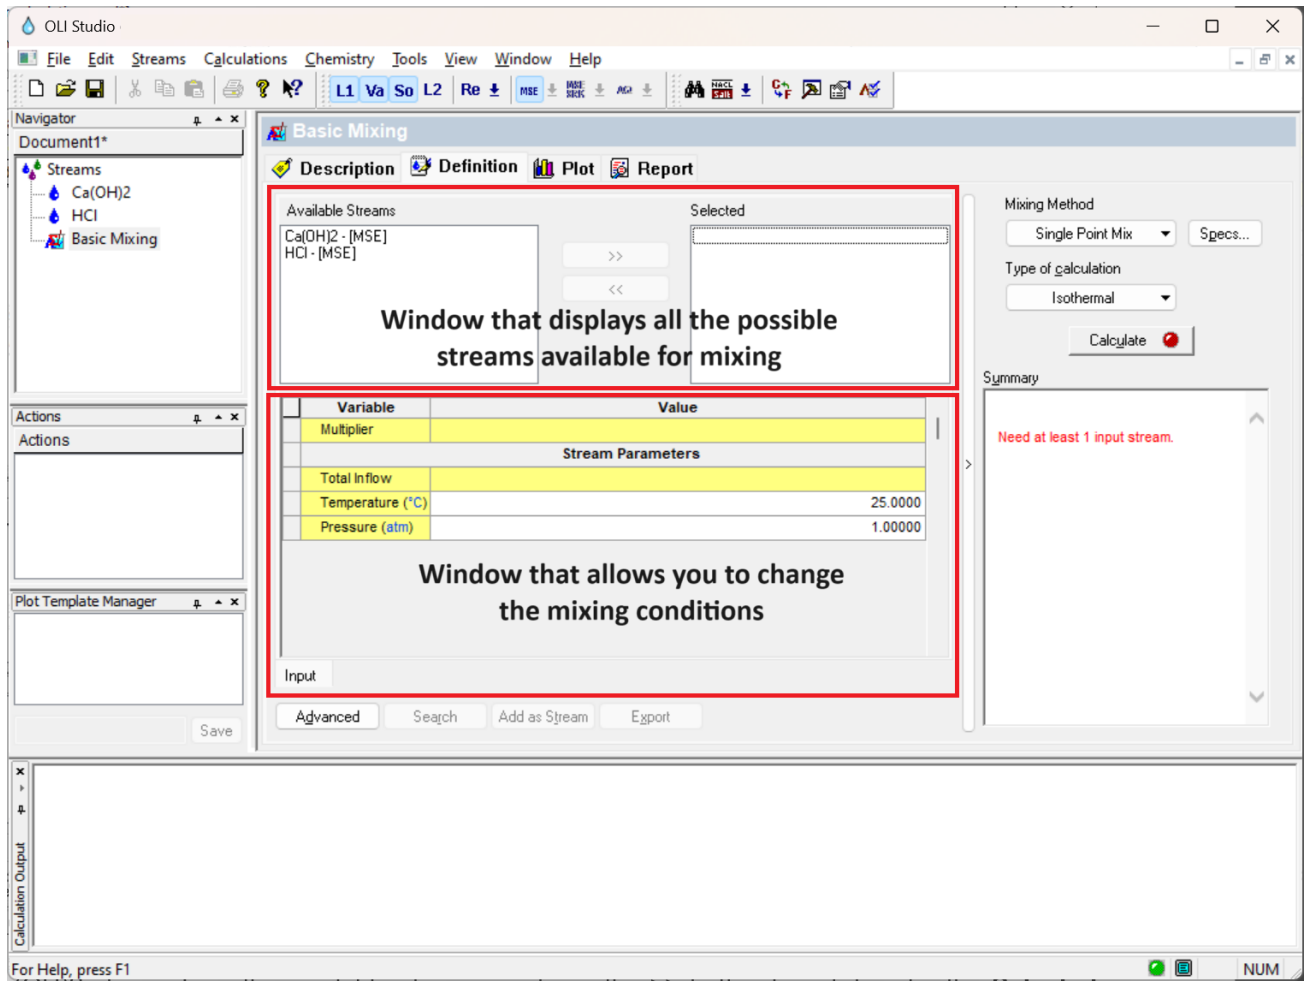 OLI Studio
File Edit Streams Calculations Chemistry Tools View Window Help
L1 Va So L2 Re MSE MSE SRK AQ NACL
Navigator
Document1*
Streams
Ca(OH)2
HCl
Basic Mixing
Actions
Actions
Plot Template Manager
Save
Basic Mixing
Description Definition Plot Report
Available Streams
Selected
Ca(OH)2 - [MSE]
HCl - [MSE]
>>
<<
Window that displays all the possible
streams available for mixing
Variable Value
Multiplier
Stream Parameters
Total Inflow
Temperature (°C) 25.0000
Pressure (atm) 1.00000
Window that allows you to change
the mixing conditions
Input
Advanced Search Add as Stream Export
Mixing Method
Single Point Mix Specs...
Type of calculation
Isothermal
Calculate
Summary
Need at least 1 input stream.
Calculation Output
For Help, press F1
NUM